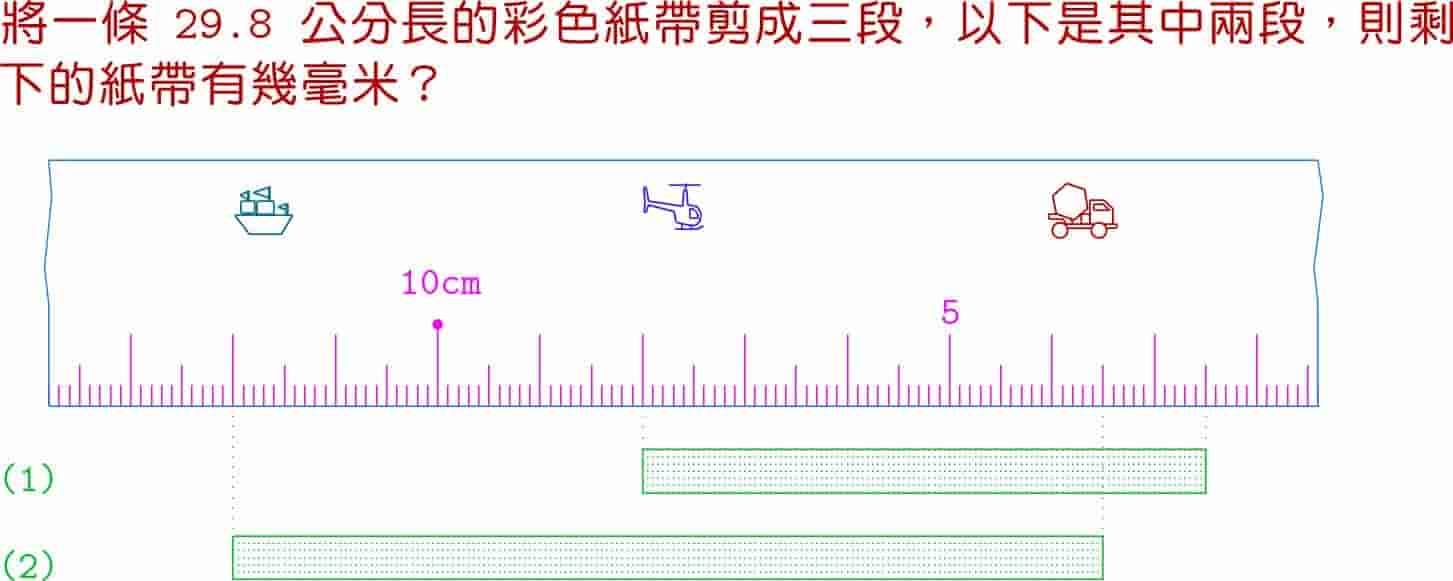 將一條 29.8 公分長的彩色紙帶剪成三段，以下是其中兩段，則剩
下的紙帶有幾毫米？
10cm
5
(1)
(2)